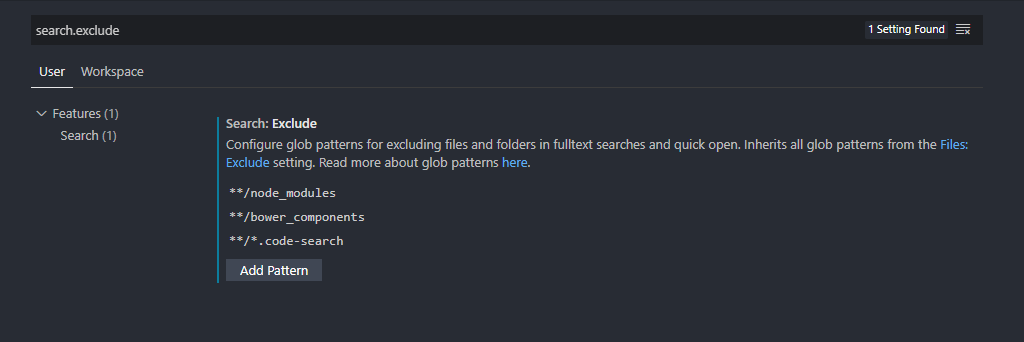 search.exclude
1 Setting Found
User Workspace
Features (1)
Search (1)
Search: Exclude
Configure glob patterns for excluding files and folders in fulltext searches and quick open. Inherits all glob patterns from the Files:
Exclude setting. Read more about glob patterns here.
**/node_modules
**/bower_components
**/*.code-search
Add Pattern